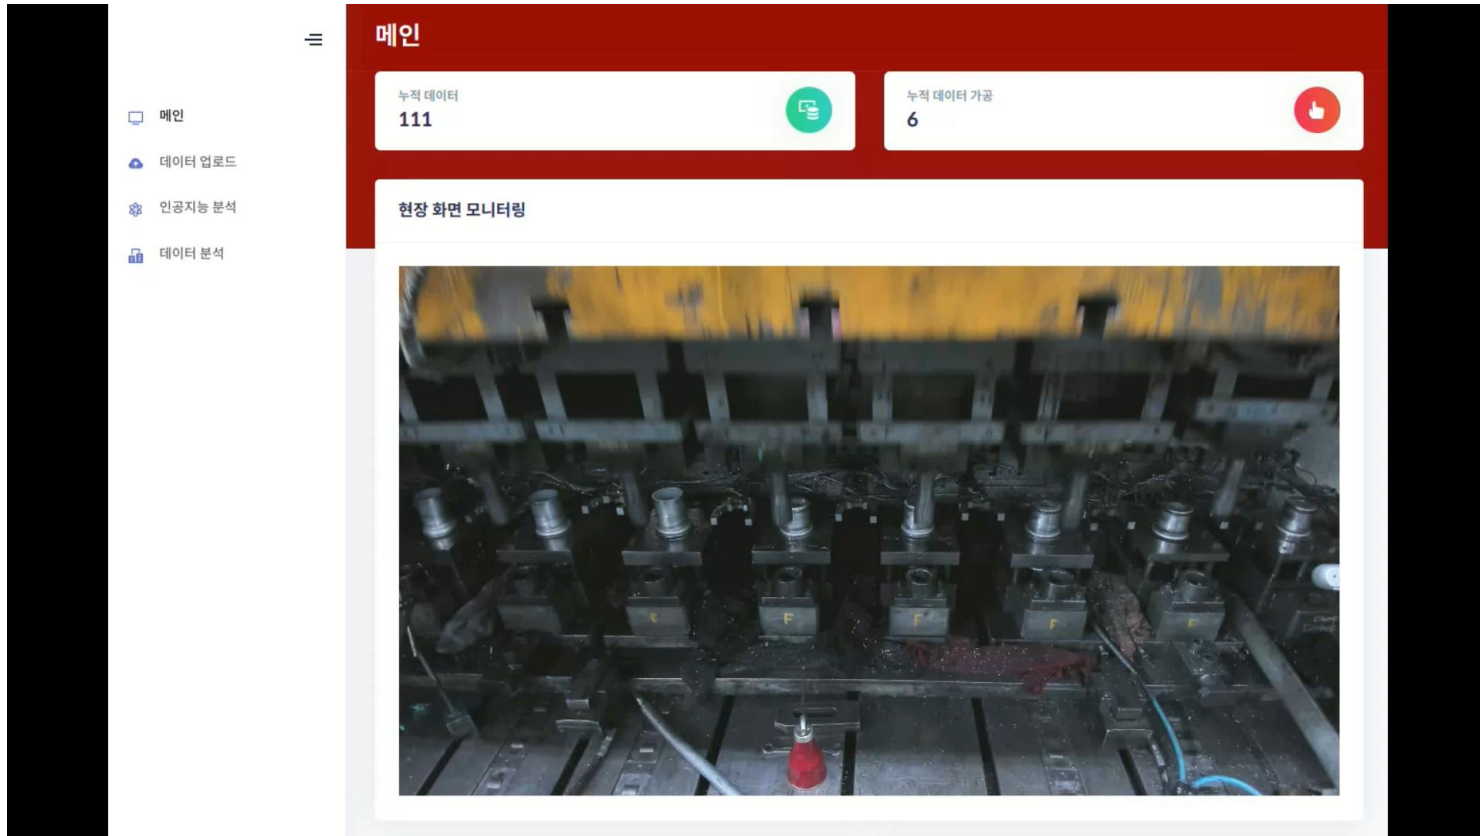 메인
메인
데이터 업로드
인공지능 분석
데이터 분석
누적 데이터
111
누적 데이터 가공
6
현장 화면 모니터링
F
F
F
F
F